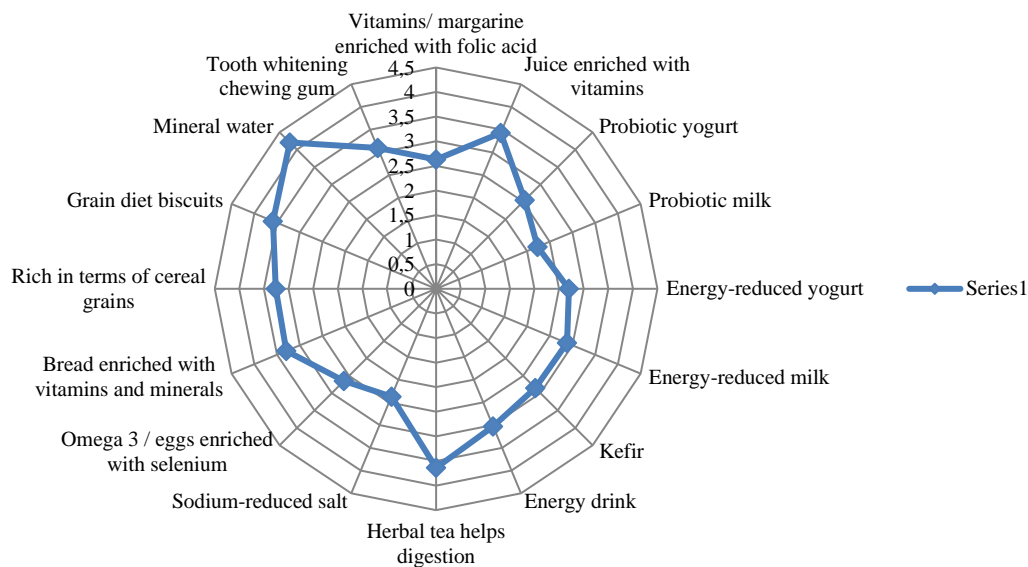 Vitamins/ margarine
enriched with folic acid
Juice enriched with
vitamins
Probiotic yogurt
Probiotic milk
Energy-reduced yogurt
Energy-reduced milk
Kefir
Energy drink
Herbal tea helps
digestion
Sodium-reduced salt
Omega 3 / eggs enriched
with selenium
Bread enriched with
vitamins and minerals
Rich in terms of cereal
grains
Grain diet biscuits
Mineral water
Tooth whitening
chewing gum
4,5
4
3,5
3
2,5
2
1,5
1
0,5
0
Series1